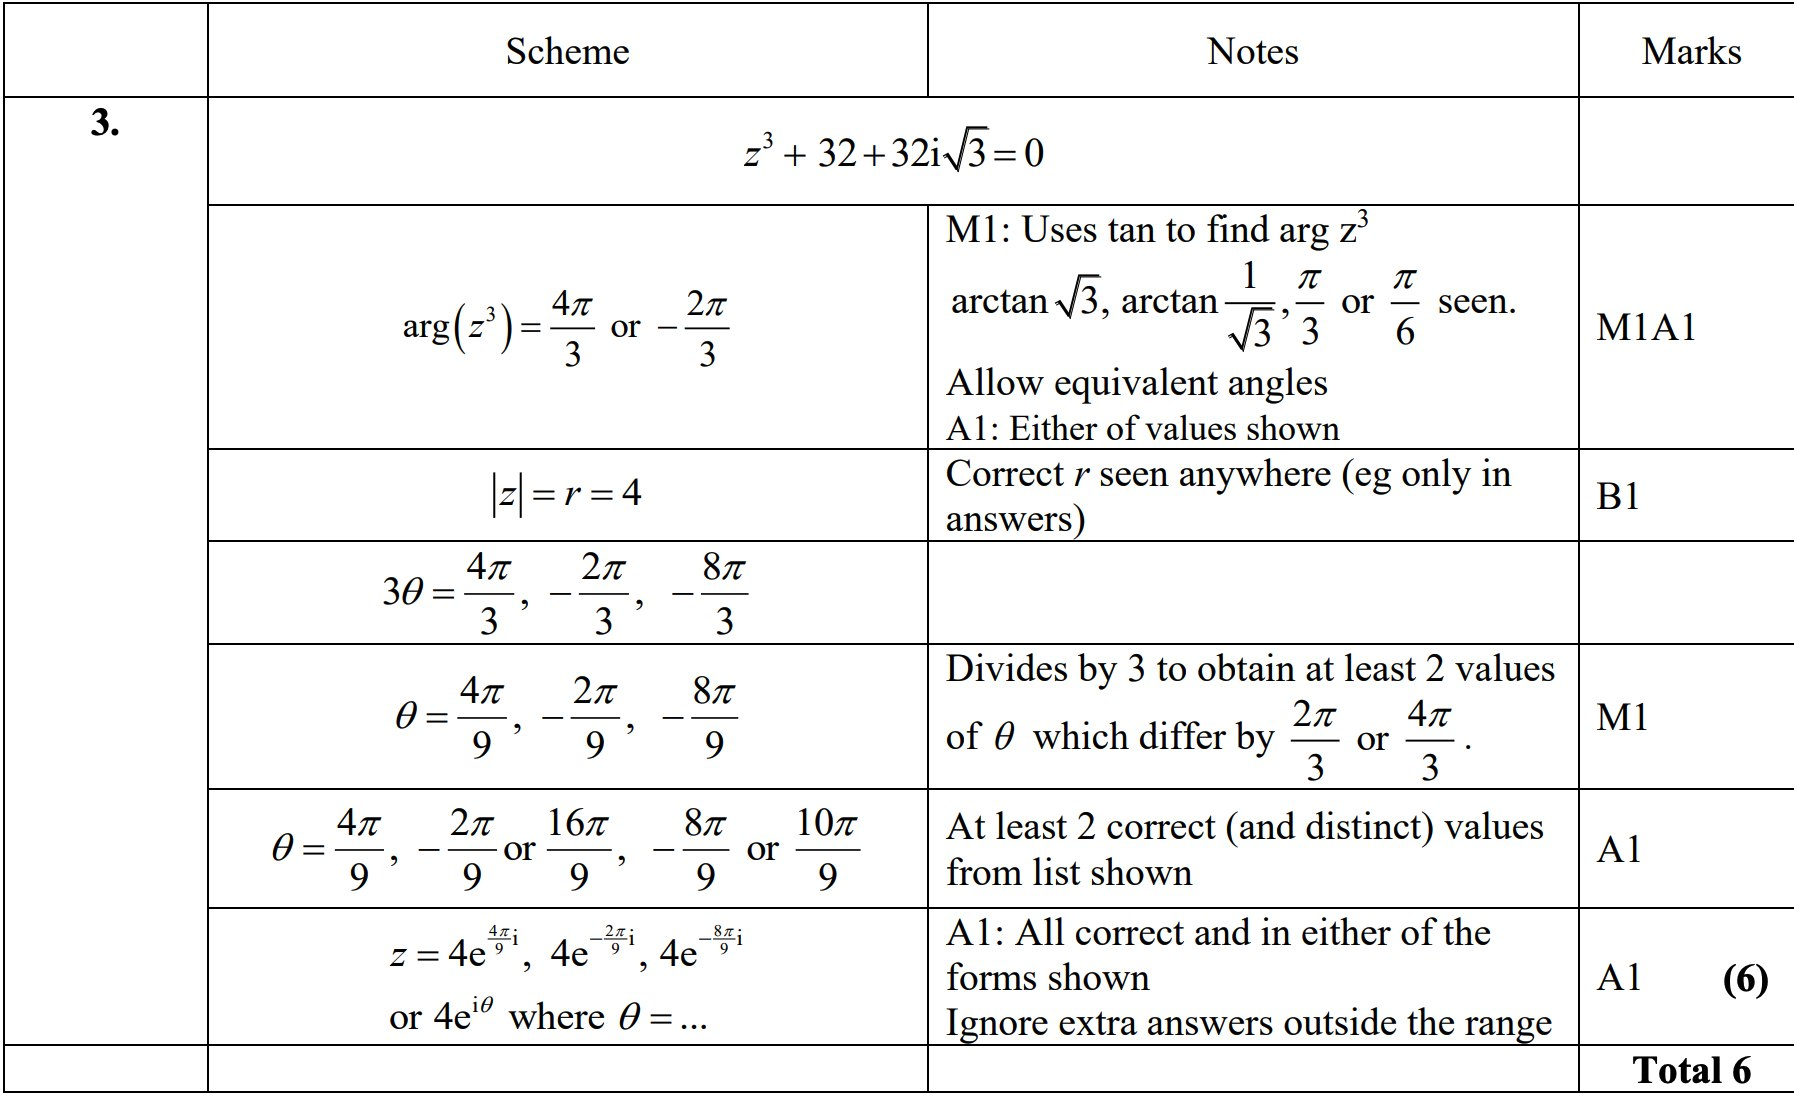 Scheme Notes Marks
3.
z³ + 32 + 32i√3 = 0
arg(z³) = 4π/3 or −2π/3
M1: Uses tan to find arg z³
arctan √3, arctan 1/√3, π/3 or π/6 seen.
Allow equivalent angles
A1: Either of values shown
M1A1
|z| = r = 4
Correct r seen anywhere (eg only in
answers)
B1
3θ = 4π/3, −2π/3, −8π/3
θ = 4π/9, −2π/9, −8π/9
Divides by 3 to obtain at least 2 values
of θ which differ by 2π/3 or 4π/3.
M1
θ = 4π/9, −2π/9 or 16π/9, −8π/9 or 10π/9
At least 2 correct (and distinct) values
from list shown
A1
z = 4e^(4π/9 i), 4e^(−2π/9 i), 4e^(−8π/9 i)
or 4e^(iθ) where θ = ...
A1: All correct and in either of the
forms shown
Ignore extra answers outside the range
A1 (6)
Total 6